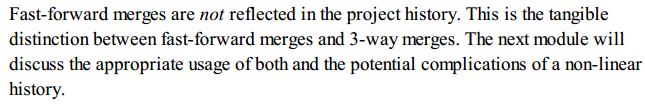 Fast-forward merges are not reflected in the project history. This is the tangible
distinction between fast-forward merges and 3-way merges. The next module will
discuss the appropriate usage of both and the potential complications of a non-linear
history.